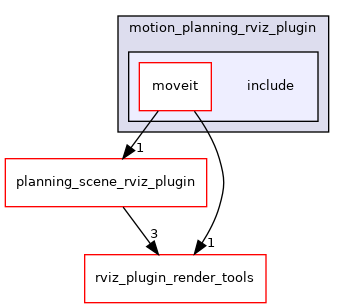 motion_planning_rviz_plugin
moveit
include
1
planning_scene_rviz_plugin
3
1
rviz_plugin_render_tools